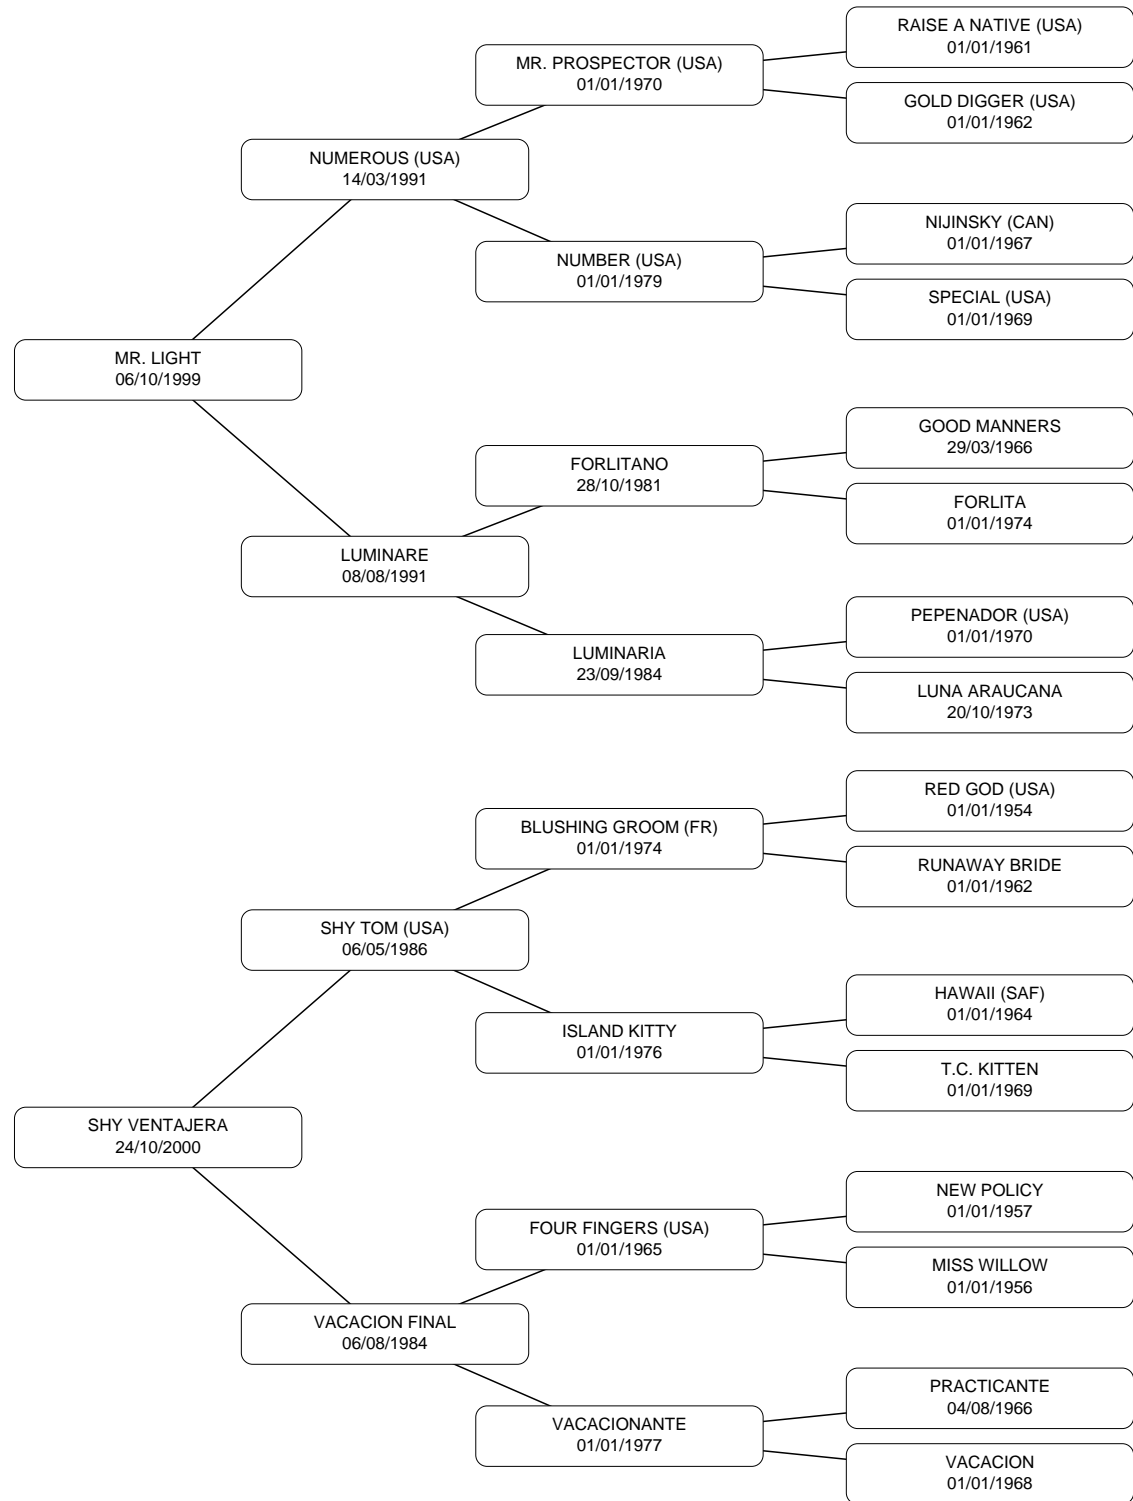 RAISE A NATIVE (USA)
01/01/1961
MR. PROSPECTOR (USA)
01/01/1970
GOLD DIGGER (USA)
01/01/1962
NUMEROUS (USA)
14/03/1991
NIJINSKY (CAN)
01/01/1967
NUMBER (USA)
01/01/1979
SPECIAL (USA)
01/01/1969
MR. LIGHT
06/10/1999
GOOD MANNERS
29/03/1966
FORLITANO
28/10/1981
FORLITA
01/01/1974
LUMINARE
08/08/1991
PEPENADOR (USA)
01/01/1970
LUMINARIA
23/09/1984
LUNA ARAUCANA
20/10/1973
RED GOD (USA)
01/01/1954
BLUSHING GROOM (FR)
01/01/1974
RUNAWAY BRIDE
01/01/1962
SHY TOM (USA)
06/05/1986
HAWAII (SAF)
01/01/1964
ISLAND KITTY
01/01/1976
T.C. KITTEN
01/01/1969
SHY VENTAJERA
24/10/2000
NEW POLICY
01/01/1957
FOUR FINGERS (USA)
01/01/1965
MISS WILLOW
01/01/1956
VACACION FINAL
06/08/1984
PRACTICANTE
04/08/1966
VACACIONANTE
01/01/1977
VACACION
01/01/1968